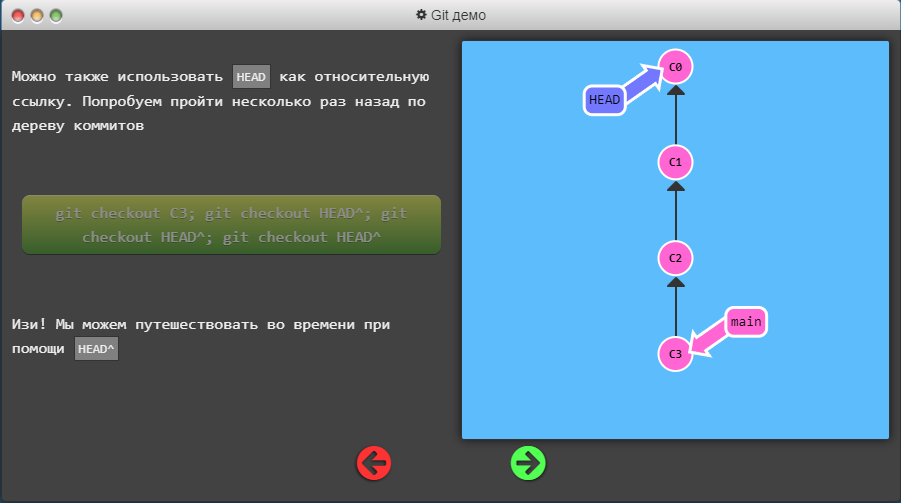 Git демо
Можно также использовать HEAD как относительную
ссылку. Попробуем пройти несколько раз назад по
дереву коммитов
git checkout C3; git checkout HEAD^; git
checkout HEAD^; git checkout HEAD^
Изи! Мы можем путешествовать во времени при
помощи HEAD^
C0
HEAD
C1
C2
main
C3